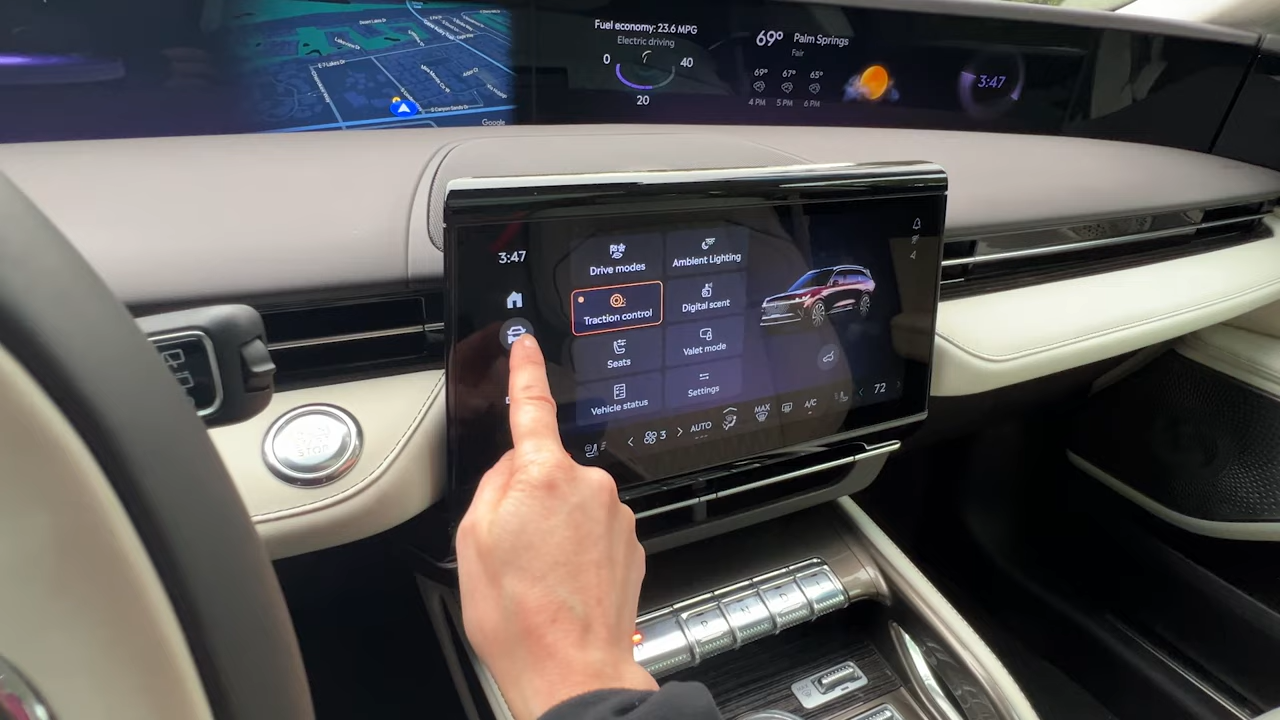 Fuel economy: 23.6 MPG
Electric driving
0
40
20
69°
Palm Springs
Fair
69° 67° 65°
4 PM 5 PM 6 PM
3:47
Google
3:47
Drive modes
Ambient Lighting
Traction control
Digital scent
Seats
Valet mode
Vehicle status
Settings
3
AUTO
MAX
A/C
72
STOP
P
N
D